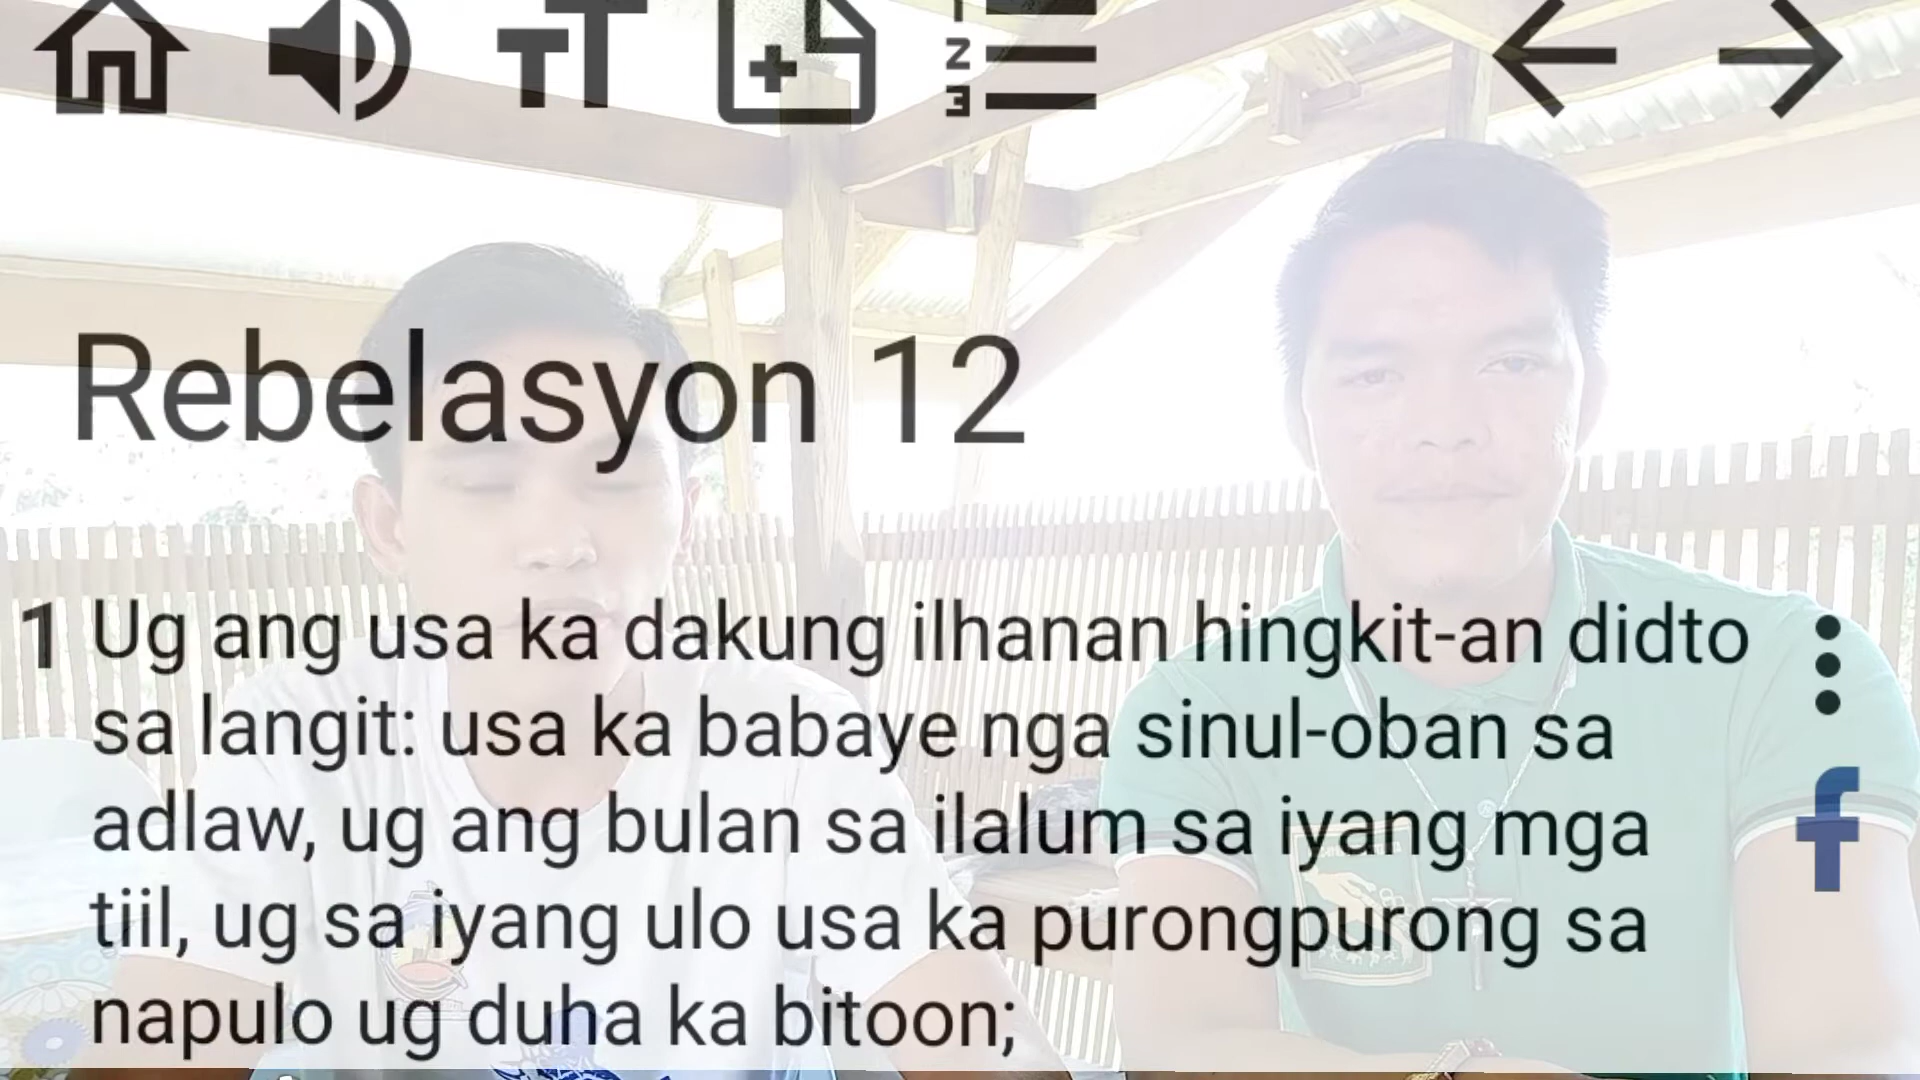 Rebelasyon 12
1 Ug ang usa ka dakung ilhanan hingkit-an didto
sa langit: usa ka babaye nga sinul-oban sa
adlaw, ug ang bulan sa ilalum sa iyang mga
tiil, ug sa iyang ulo usa ka purongpurong sa
napulo ug duha ka bitoon;